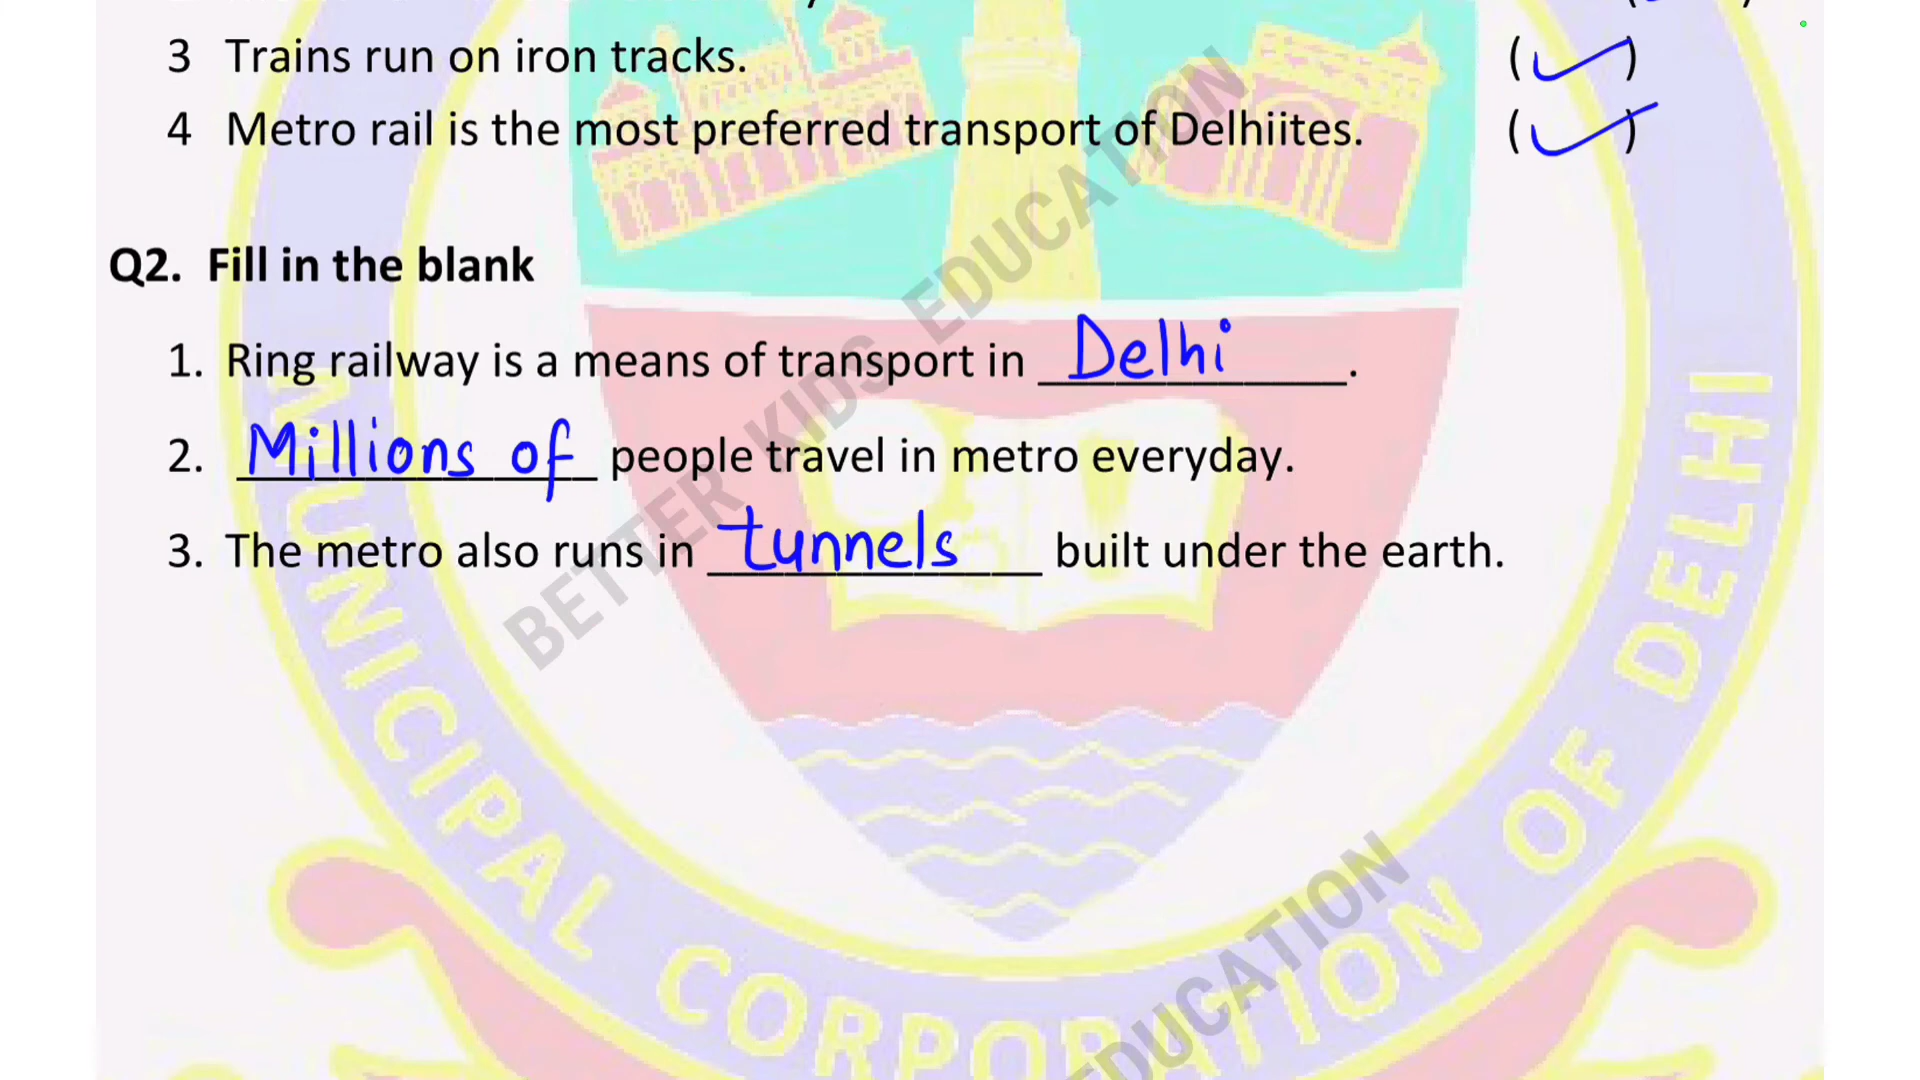 3 Trains run on iron tracks. (✓)
4 Metro rail is the most preferred transport of Delhiites. (✓)
Q2. Fill in the blank
1. Ring railway is a means of transport in Delhi.
2. Millions of people travel in metro everyday.
3. The metro also runs in tunnels built under the earth.
BETTER KIDS EDUCATION
EDUCATION
MUNICIPAL CORPORATION OF DELHI